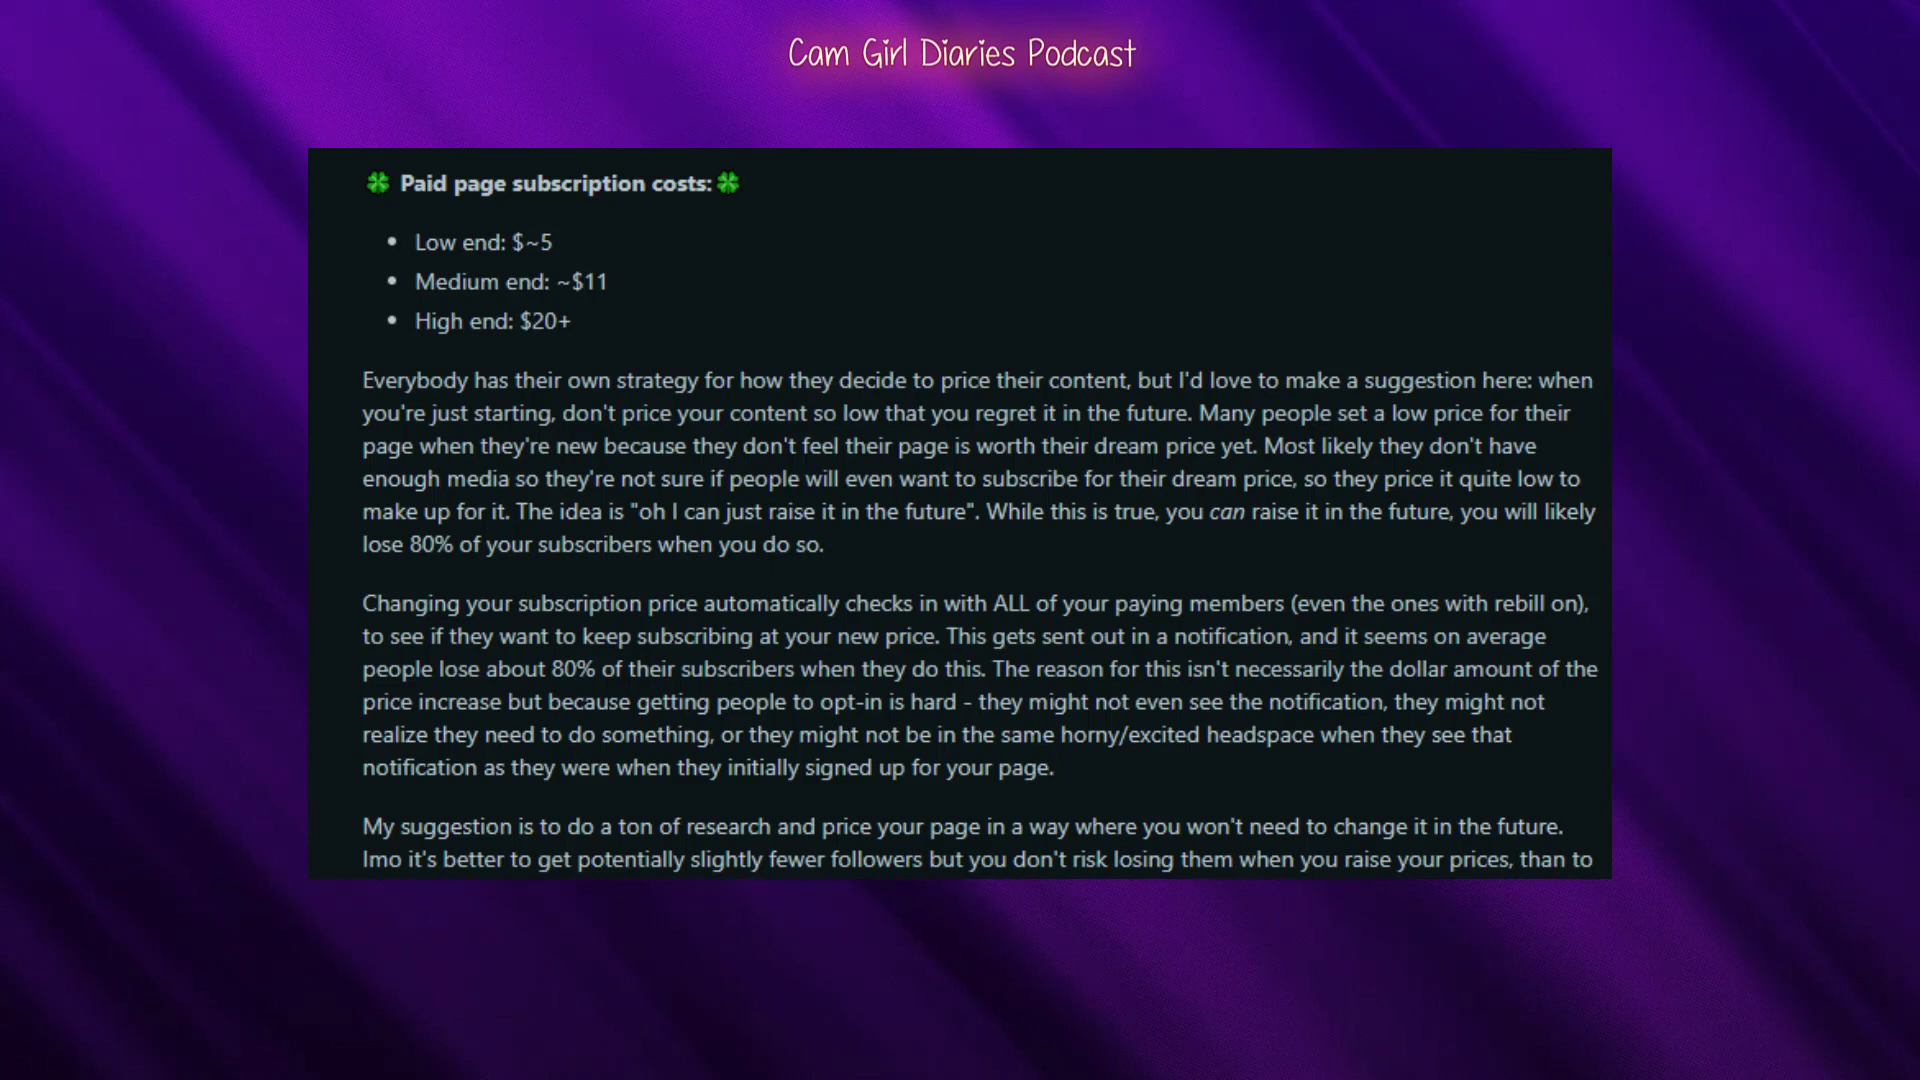 Cam Girl Diaries Podcast
🍀 Paid page subscription costs:🍀
• Low end: $~5
• Medium end: ~$11
• High end: $20+
Everybody has their own strategy for how they decide to price their content, but I'd love to make a suggestion here: when
you're just starting, don't price your content so low that you regret it in the future. Many people set a low price for their
page when they're new because they don't feel their page is worth their dream price yet. Most likely they don't have
enough media so they're not sure if people will even want to subscribe for their dream price, so they price it quite low to
make up for it. The idea is "oh I can just raise it in the future". While this is true, you can raise it in the future, you will likely
lose 80% of your subscribers when you do so.
Changing your subscription price automatically checks in with ALL of your paying members (even the ones with rebill on),
to see if they want to keep subscribing at your new price. This gets sent out in a notification, and it seems on average
people lose about 80% of their subscribers when they do this. The reason for this isn't necessarily the dollar amount of the
price increase but because getting people to opt-in is hard - they might not even see the notification, they might not
realize they need to do something, or they might not be in the same horny/excited headspace when they see that
notification as they were when they initially signed up for your page.
My suggestion is to do a ton of research and price your page in a way where you won't need to change it in the future.
Imo it's better to get potentially slightly fewer followers but you don't risk losing them when you raise your prices, than to